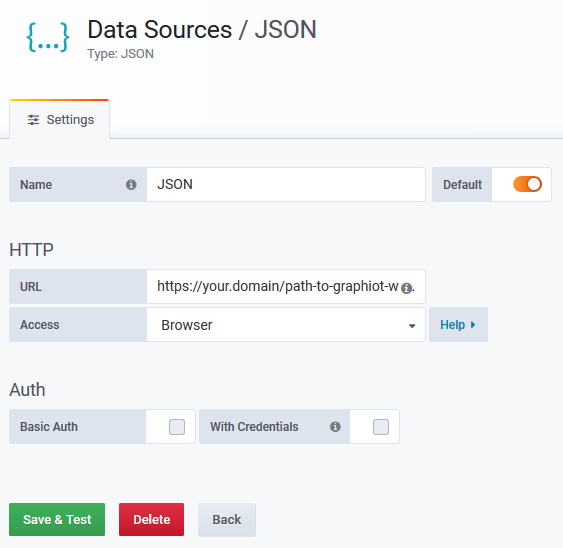 {...}
Data Sources / JSON
Type: JSON
Settings
Name
JSON
Default
HTTP
URL
https://your.domain/path-to-graphiot-w
Access
Browser
Help
Auth
Basic Auth
With Credentials
Save & Test
Delete
Back